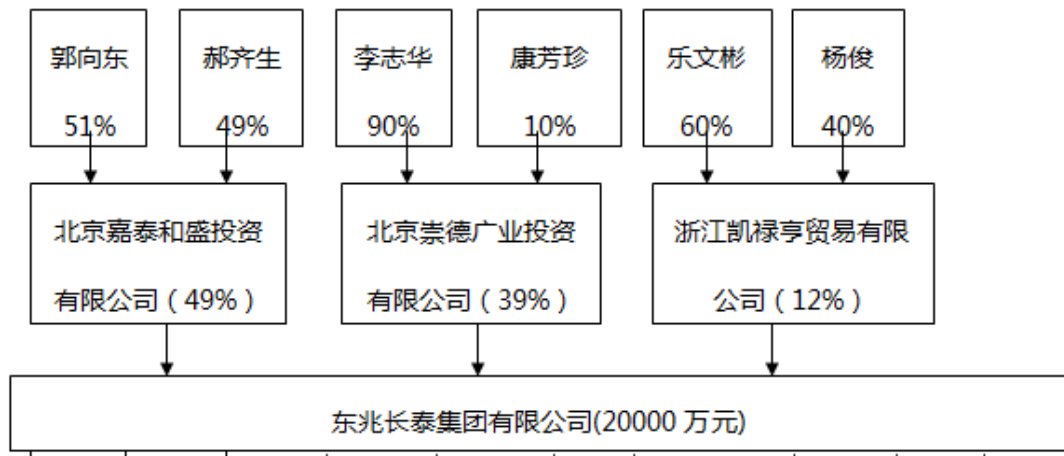 郭向东 郝齐生 李志华 康芳珍 乐文彬 杨俊
51% 49% 90% 10% 60% 40%
北京嘉泰和盛投资 北京崇德广业投资 浙江凯禄亨贸易有限
有限公司（49%） 有限公司（39%） 公司（12%）
东兆长泰集团有限公司(20000 万元)